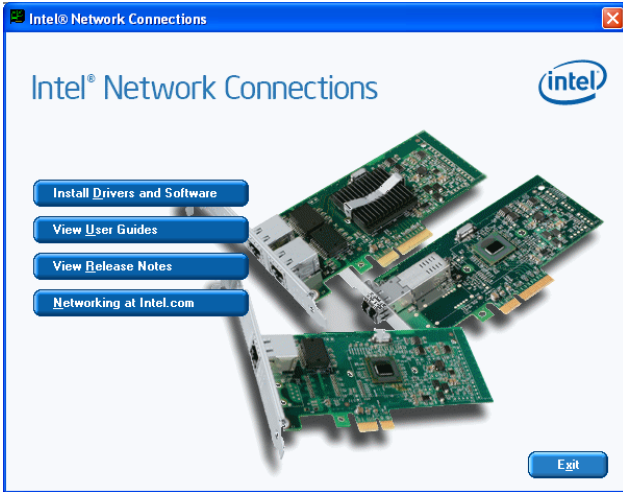 Intel® Network Connections
Intel® Network Connections
intel
Install Drivers and Software
View User Guides
View Release Notes
Networking at Intel.com
Exit